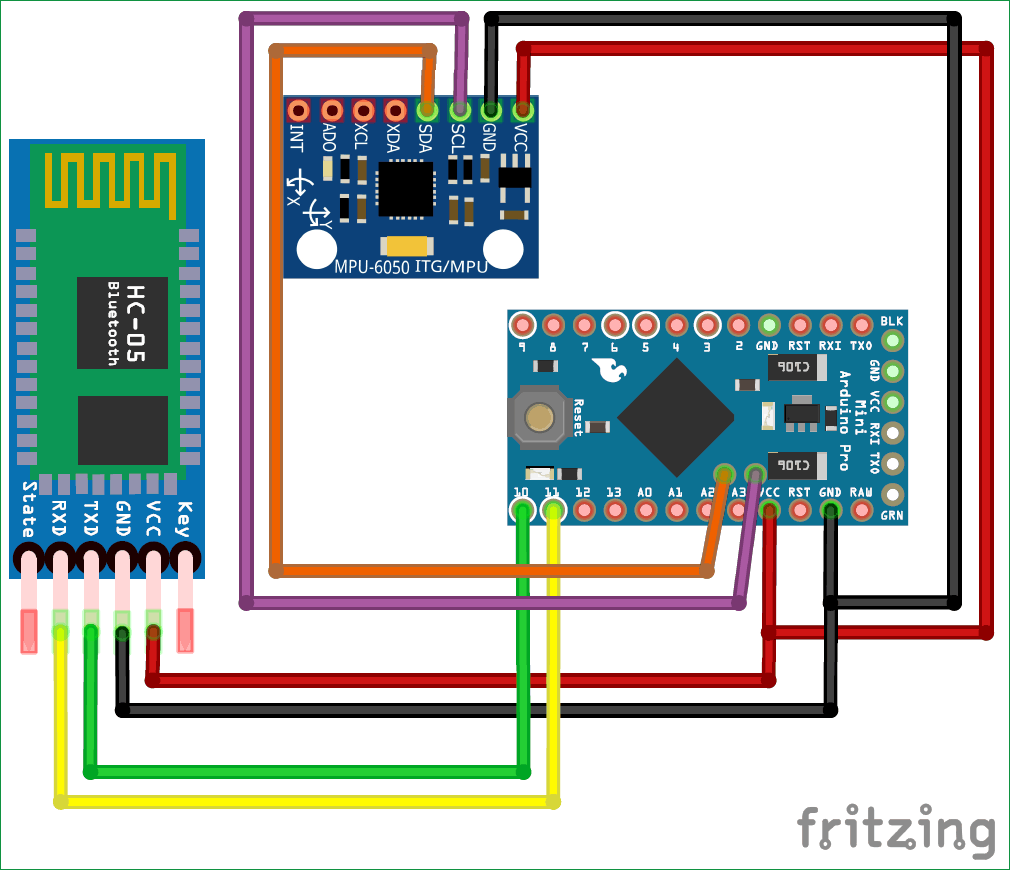 INT
ADO
XCL
XDA
SDA
SCL
GND
VCC
X
Y
MPU-6050 ITG/MPU
HC-05
Bluetooth
State
RXD
TXD
GND
VCC
Key
9 8 7 6 5 4 3 2 GND RST RXI TXO
BLK
GND
VCC
RXI
TXO
GRN
C106
Reset
Arduino Pro
Mini
C106
10 11 12 13 A0 A1 A2 A3 VCC RST GND RAW
fritzing